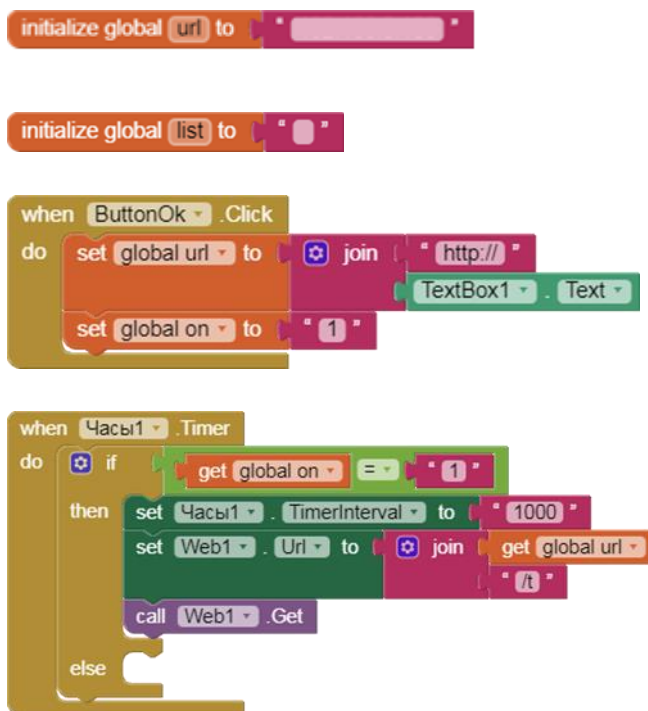 initialize global url to " "
initialize global list to " "
when ButtonOk .Click
do set global url to join " http:// "
TextBox1 . Text
set global on to " 1 "
when Часы1 .Timer
do if get global on = " 1 "
then set Часы1 . TimerInterval to " 1000 "
set Web1 . Url to join get global url
" /t "
call Web1 .Get
else